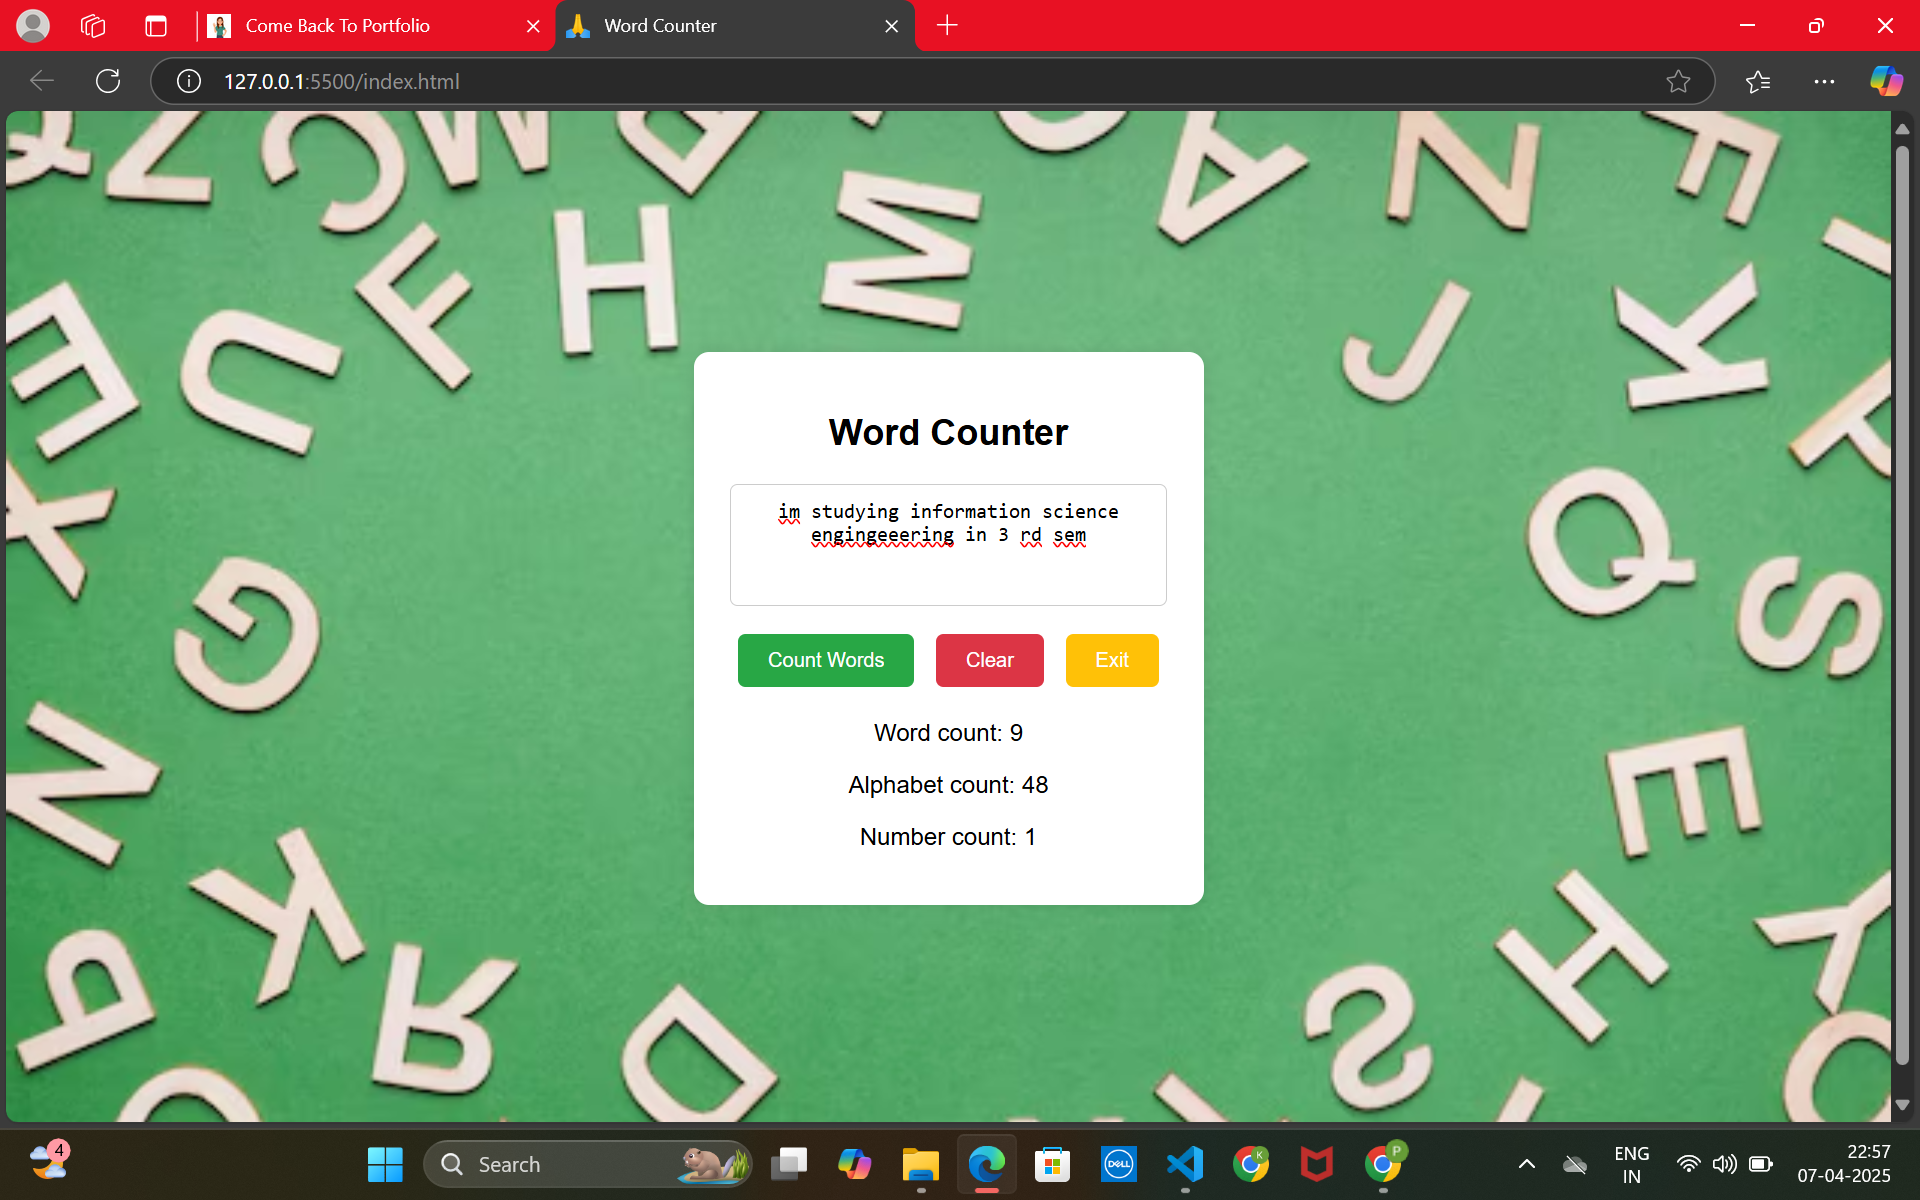 Come Back To Portfolio
Word Counter
127.0.0.1:5500/index.html
Word Counter
im studying information science
engingeeering in 3 rd sem
Count Words Clear Exit
Word count: 9
Alphabet count: 48
Number count: 1
4
Search
DELL
K
P
ENG
IN
22:57
07-04-2025